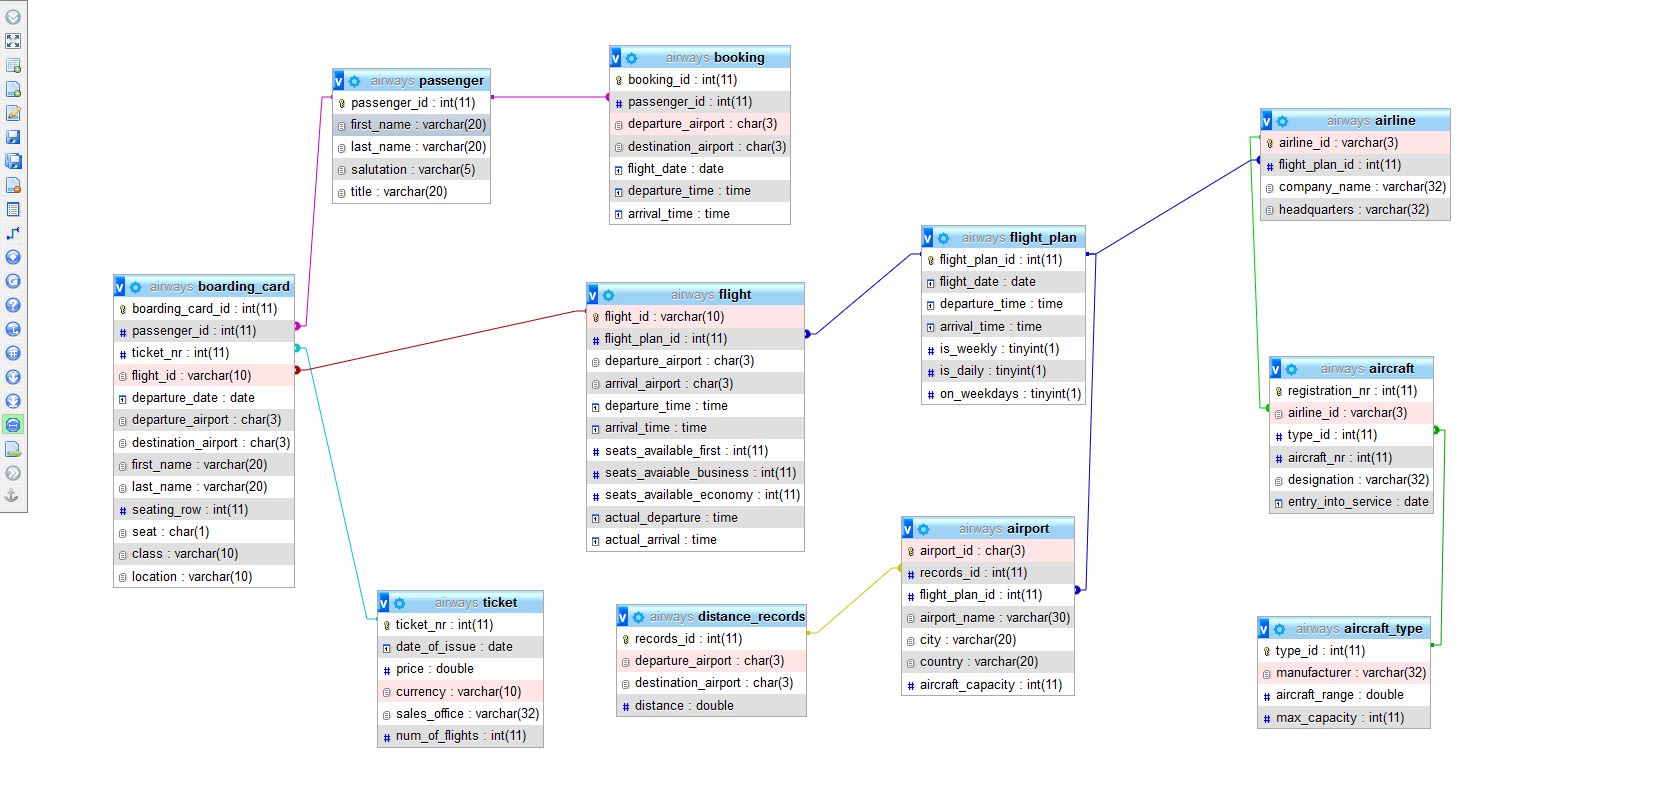 airways passenger
passenger_id : int(11)
first_name : varchar(20)
last_name : varchar(20)
salutation : varchar(5)
title : varchar(20)
airways booking
booking_id : int(11)
passenger_id : int(11)
departure_airport : char(3)
destination_airport : char(3)
flight_date : date
departure_time : time
arrival_time : time
airways airline
airline_id : varchar(3)
flight_plan_id : int(11)
company_name : varchar(32)
headquarters : varchar(32)
airways boarding_card
boarding_card_id : int(11)
passenger_id : int(11)
ticket_nr : int(11)
flight_id : varchar(10)
departure_date : date
departure_airport : char(3)
destination_airport : char(3)
first_name : varchar(20)
last_name : varchar(20)
seating_row : int(11)
seat : char(1)
class : varchar(10)
location : varchar(10)
airways flight
flight_id : varchar(10)
flight_plan_id : int(11)
departure_airport : char(3)
arrival_airport : char(3)
departure_time : time
arrival_time : time
seats_available_first : int(11)
seats_avaiable_business : int(11)
seats_available_economy : int(11)
actual_departure : time
actual_arrival : time
airways flight_plan
flight_plan_id : int(11)
flight_date : date
departure_time : time
arrival_time : time
is_weekly : tinyint(1)
is_daily : tinyint(1)
on_weekdays : tinyint(1)
airways aircraft
registration_nr : int(11)
airline_id : varchar(3)
type_id : int(11)
aircraft_nr : int(11)
designation : varchar(32)
entry_into_service : date
airways ticket
ticket_nr : int(11)
date_of_issue : date
price : double
currency : varchar(10)
sales_office : varchar(32)
num_of_flights : int(11)
airways distance_records
records_id : int(11)
departure_airport : char(3)
destination_airport : char(3)
distance : double
airways airport
airport_id : char(3)
records_id : int(11)
flight_plan_id : int(11)
airport_name : varchar(30)
city : varchar(20)
country : varchar(20)
aircraft_capacity : int(11)
airways aircraft_type
type_id : int(11)
manufacturer : varchar(32)
aircraft_range : double
max_capacity : int(11)